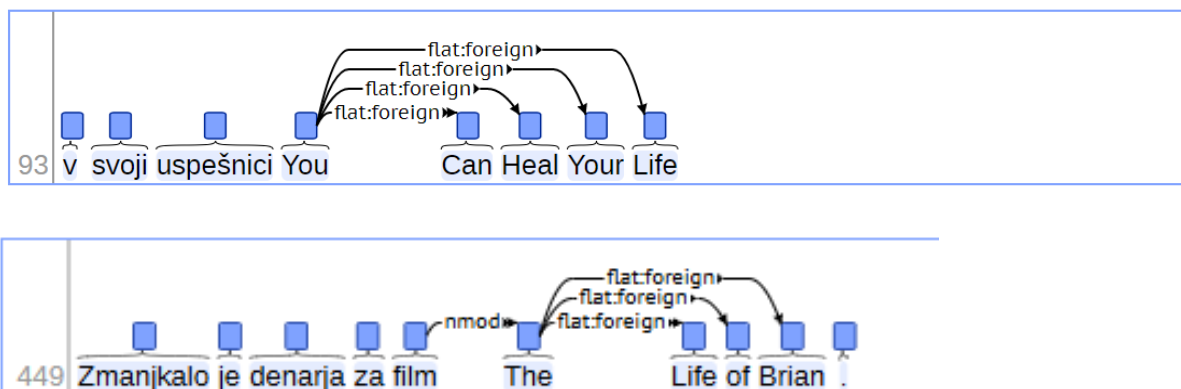 flat:foreign
flat:foreign
flat:foreign
flat:foreign
93 v svoji uspešnici You Can Heal Your Life
flat:foreign
flat:foreign
nmod flat:foreign
449 Zmanjkalo je denarja za film The Life of Brian .